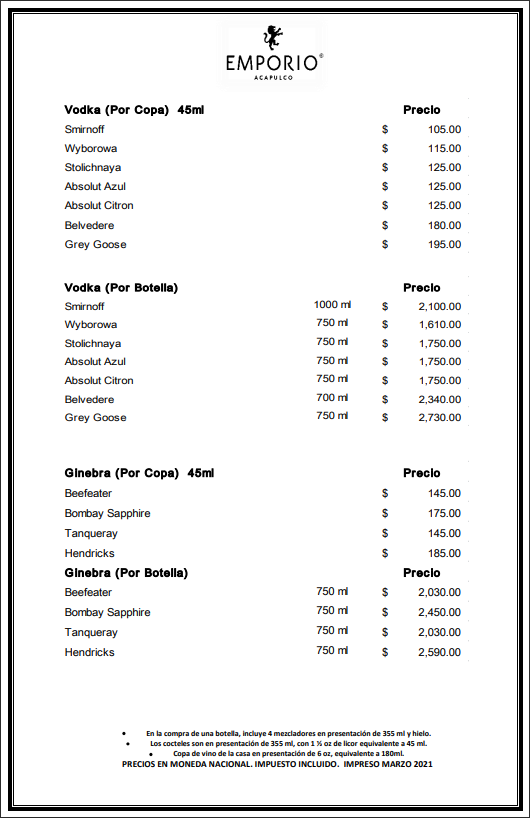 EMPORIO®
ACAPULCO
Vodka (Por Copa) 45ml Precio
Smirnoff $ 105.00
Wyborowa $ 115.00
Stolichnaya $ 125.00
Absolut Azul $ 125.00
Absolut Citron $ 125.00
Belvedere $ 180.00
Grey Goose $ 195.00
Vodka (Por Botella) Precio
Smirnoff 1000 ml $ 2,100.00
Wyborowa 750 ml $ 1,610.00
Stolichnaya 750 ml $ 1,750.00
Absolut Azul 750 ml $ 1,750.00
Absolut Citron 750 ml $ 1,750.00
Belvedere 700 ml $ 2,340.00
Grey Goose 750 ml $ 2,730.00
Ginebra (Por Copa) 45ml Precio
Beefeater $ 145.00
Bombay Sapphire $ 175.00
Tanqueray $ 145.00
Hendricks $ 185.00
Ginebra (Por Botella) Precio
Beefeater 750 ml $ 2,030.00
Bombay Sapphire 750 ml $ 2,450.00
Tanqueray 750 ml $ 2,030.00
Hendricks 750 ml $ 2,590.00
• En la compra de una botella, incluye 4 mezcladores en presentación de 355 ml y hielo.
• Los cocteles son en presentación de 355 ml, con 1 ½ oz de licor equivalente a 45 ml.
• Copa de vino de la casa en presentación de 6 oz, equivalente a 180ml.
PRECIOS EN MONEDA NACIONAL. IMPUESTO INCLUIDO. IMPRESO MARZO 2021